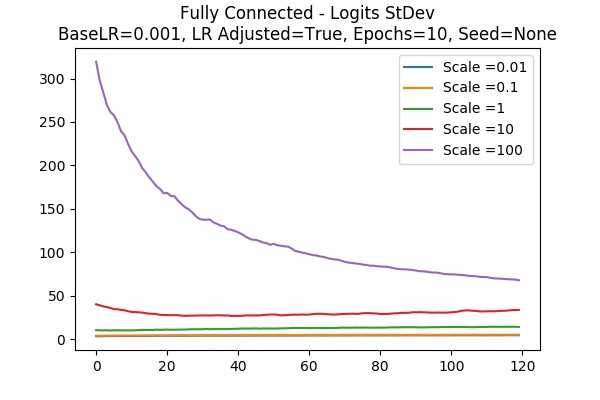 Fully Connected - Logits StDev
BaseLR=0.001, LR Adjusted=True, Epochs=10, Seed=None
Scale =0.01
Scale =0.1
Scale =1
Scale =10
Scale =100
300
250
200
150
100
50
0
0 20 40 60 80 100 120